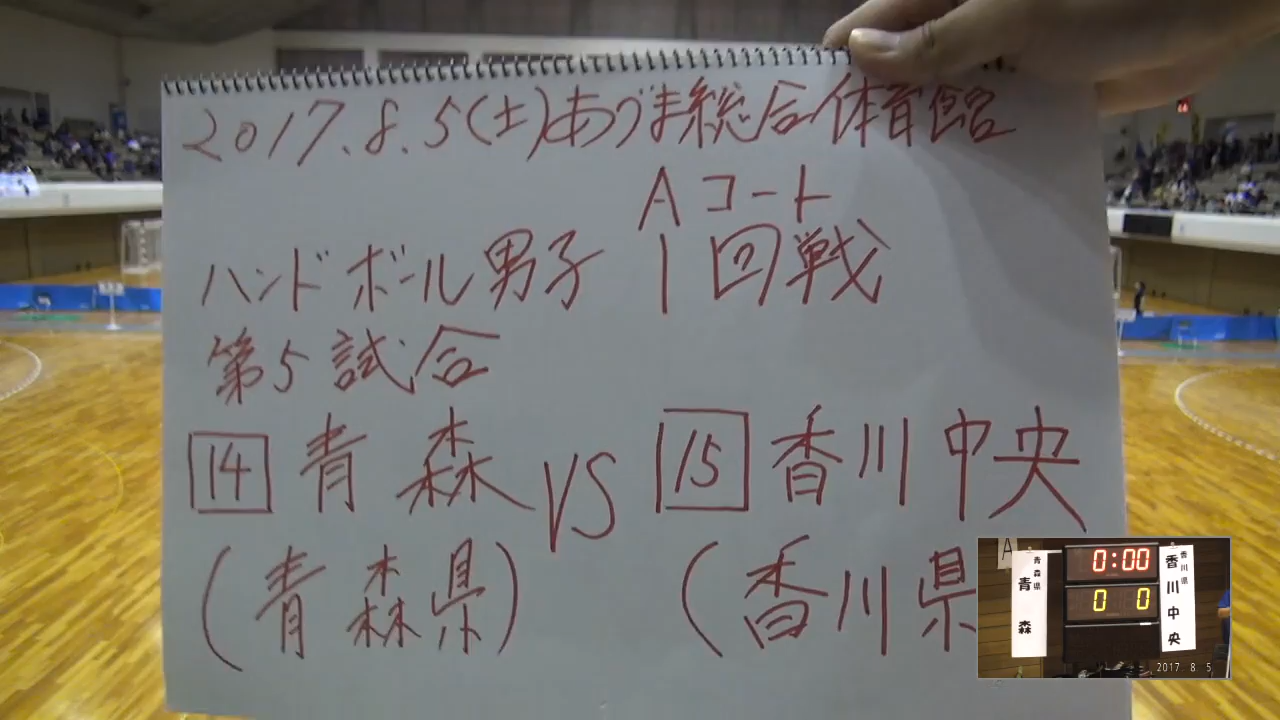 2017.8.5(土)あづま総合体育館
Aコート
ハンドボール男子 1回戦
第5試合
14 青森 VS 15 香川中央
(青森県) (香川県
A
青森県
青森
0:00
0 0
香川県
香川中央
2017 8 5